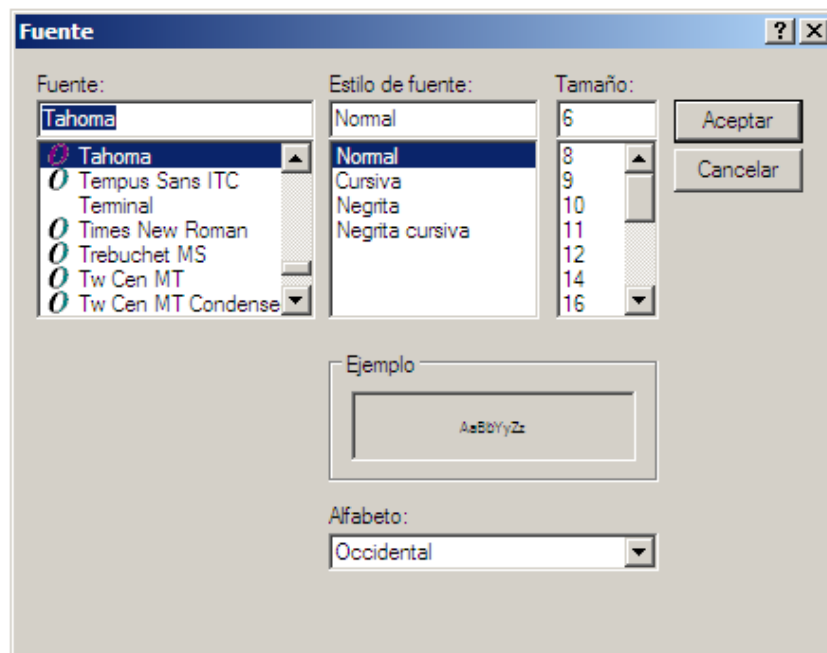 Fuente
Fuente:
Estilo de fuente:
Tamaño:
Tahoma
Normal
6
Aceptar
Cancelar
Tahoma
Tempus Sans ITC
Terminal
Times New Roman
Trebuchet MS
Tw Cen MT
Tw Cen MT Condense
Normal
Cursiva
Negrita
Negrita cursiva
8
9
10
11
12
14
16
Ejemplo
AaBbYyZz
Alfabeto:
Occidental